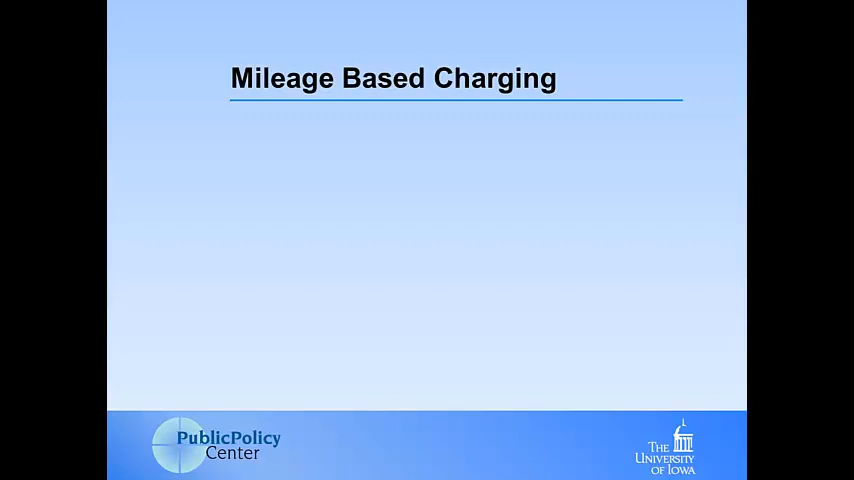 Mileage Based Charging
PublicPolicy
Center
THE
UNIVERSITY
OF IOWA